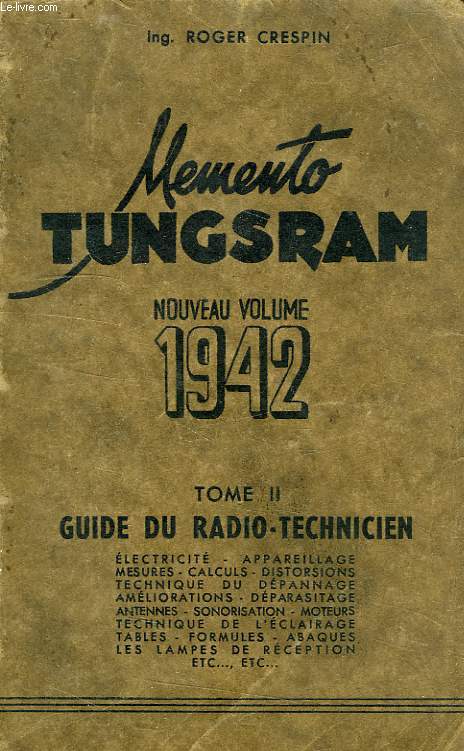 Le-livre.com
Ing. ROGER CRESPIN
Memento
TUNGSRAM
NOUVEAU VOLUME
1942
TOME II
GUIDE DU RADIO-TECHNICIEN
ÉLECTRICITÉ - APPAREILLAGE
MESURES - CALCULS - DISTORSIONS
TECHNIQUE DU DÉPANNAGE
AMÉLIORATIONS - DÉPARASITAGE
ANTENNES - SONORISATION - MOTEURS
TECHNIQUE DE L'ÉCLAIRAGE
TABLES - FORMULES - ABAQUES
LES LAMPES DE RÉCEPTION
ETC..., ETC...